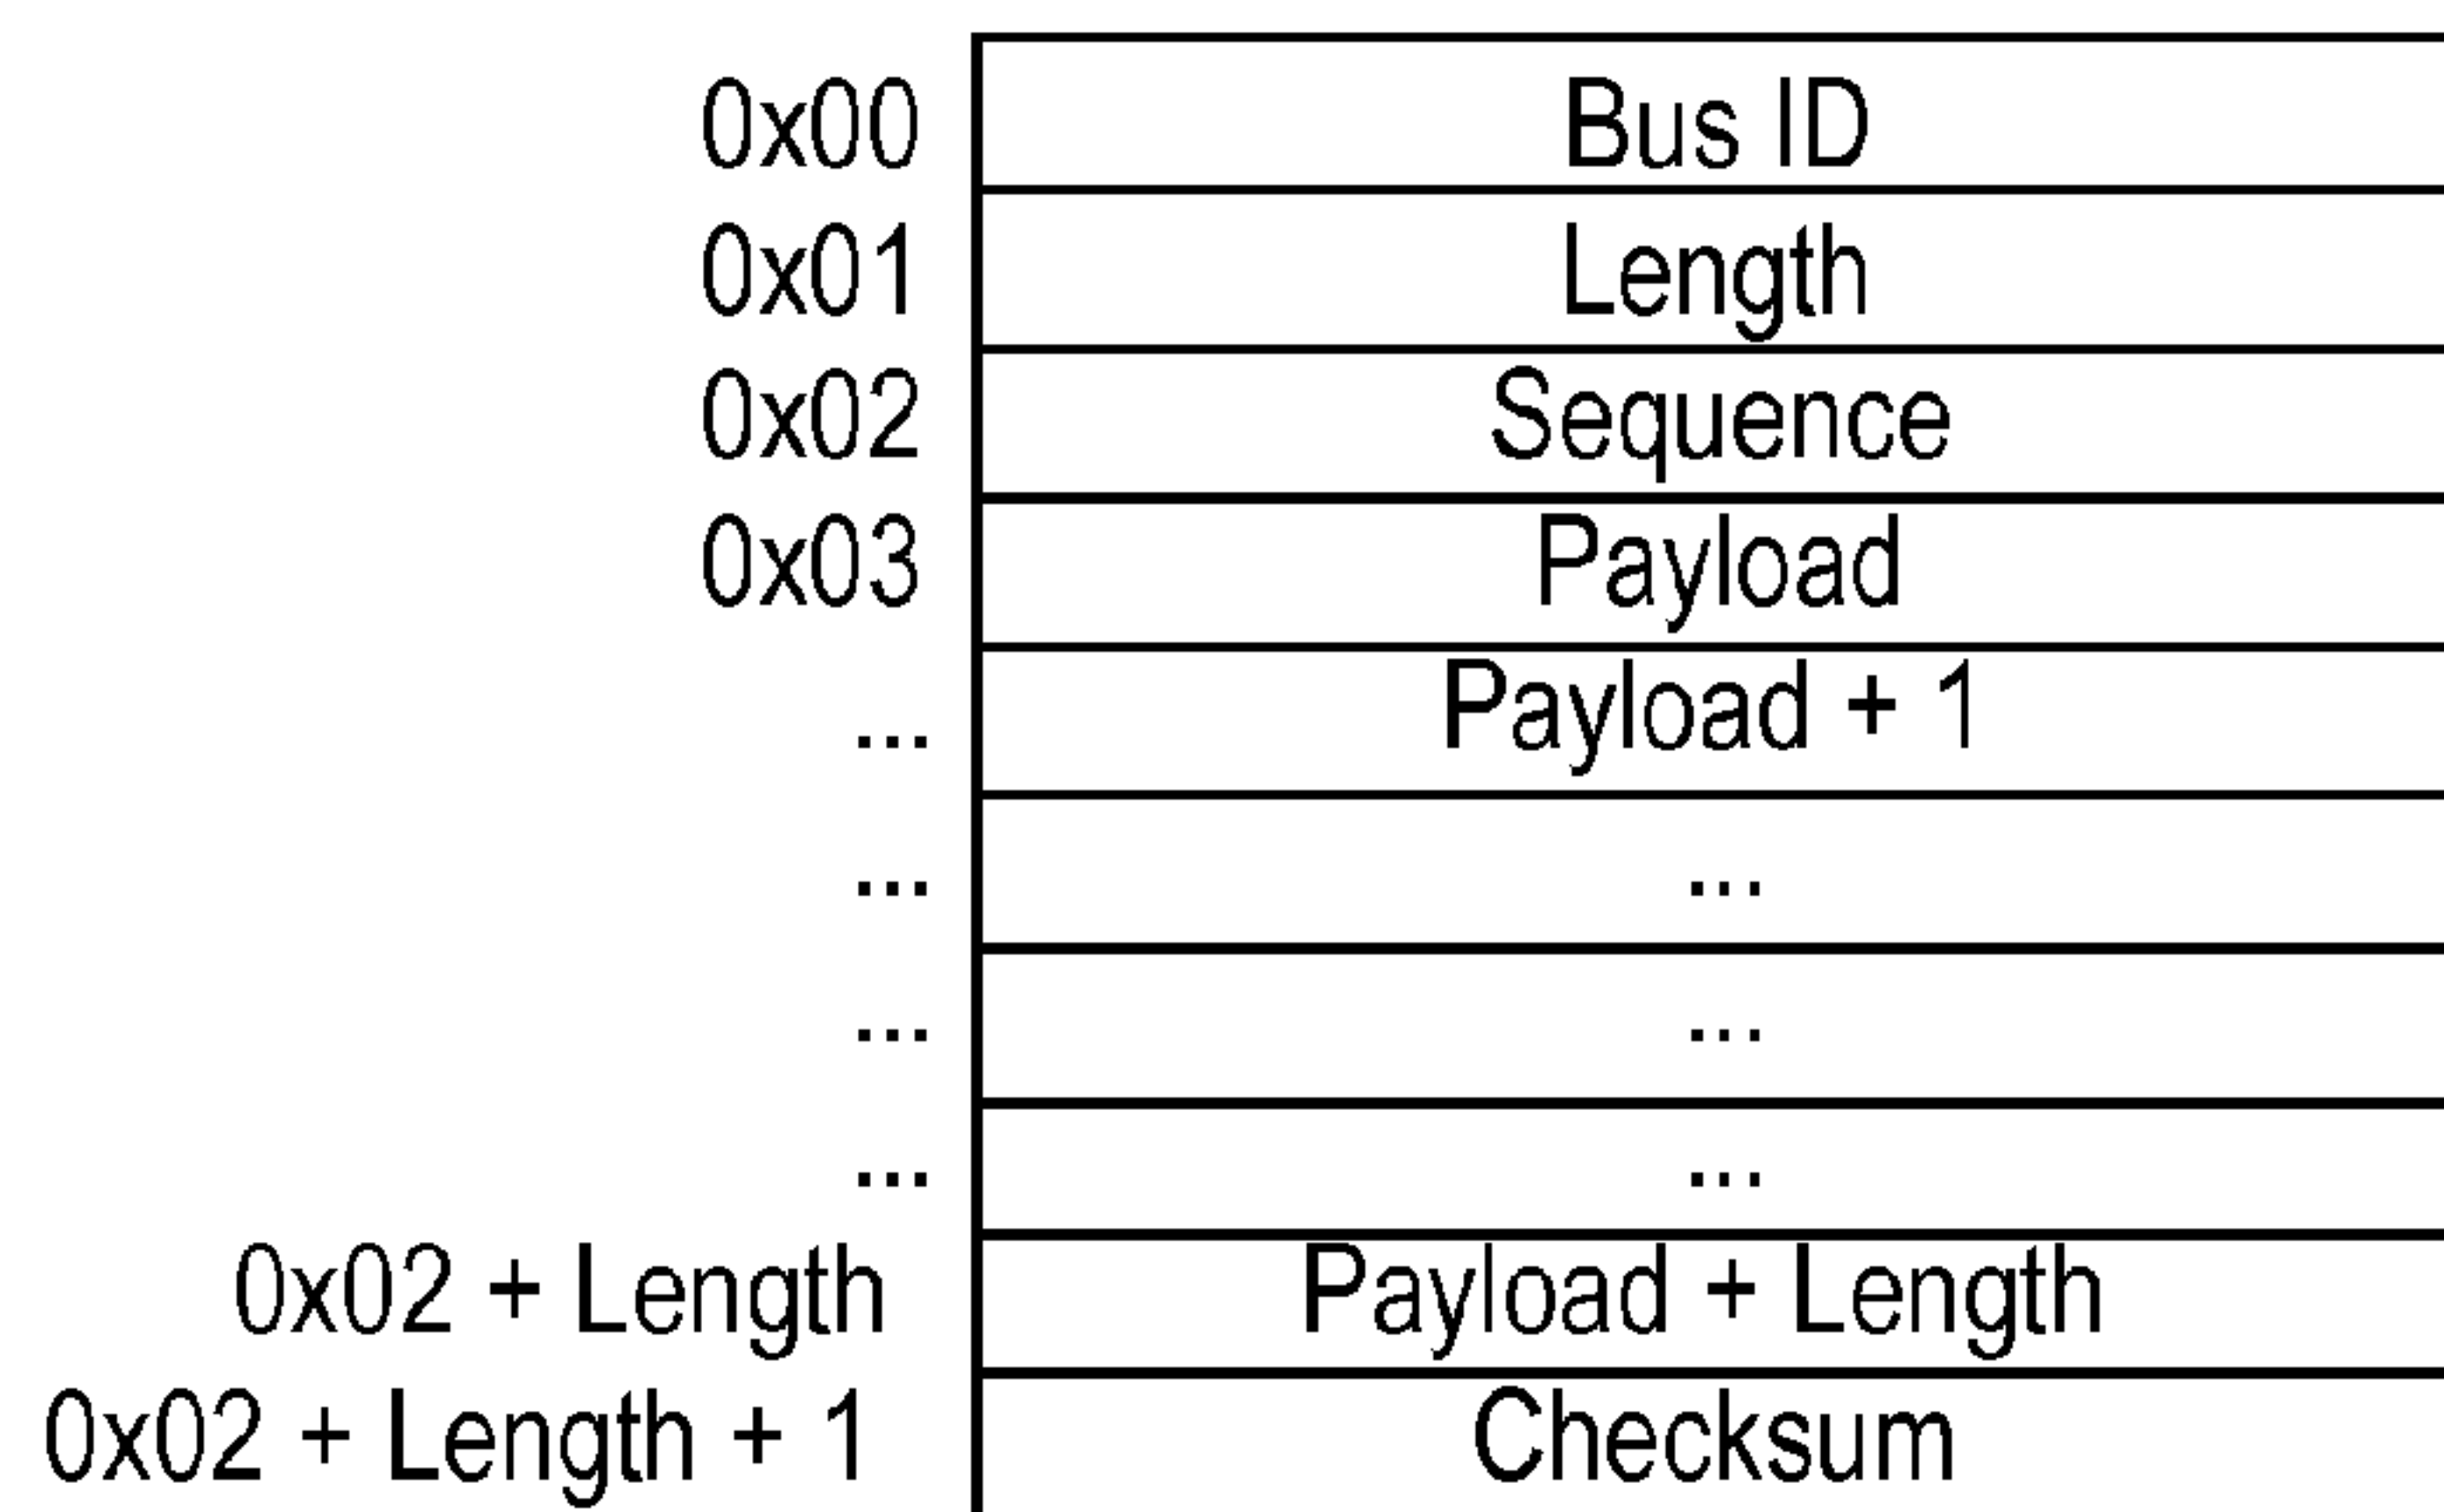 0x00 Bus ID
0x01 Length
0x02 Sequence
0x03 Payload
... Payload + 1
... ...
... ...
... ...
0x02 + Length Payload + Length
0x02 + Length + 1 Checksum